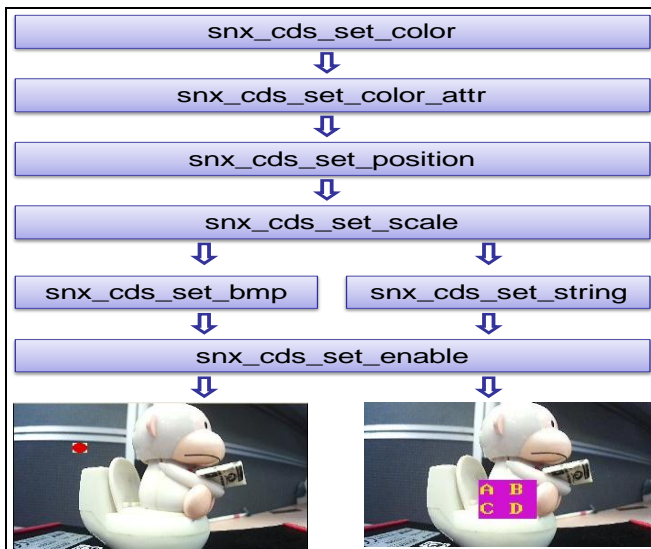 snx_cds_set_color
snx_cds_set_color_attr
snx_cds_set_position
snx_cds_set_scale
snx_cds_set_bmp
snx_cds_set_string
snx_cds_set_enable
A B
C D